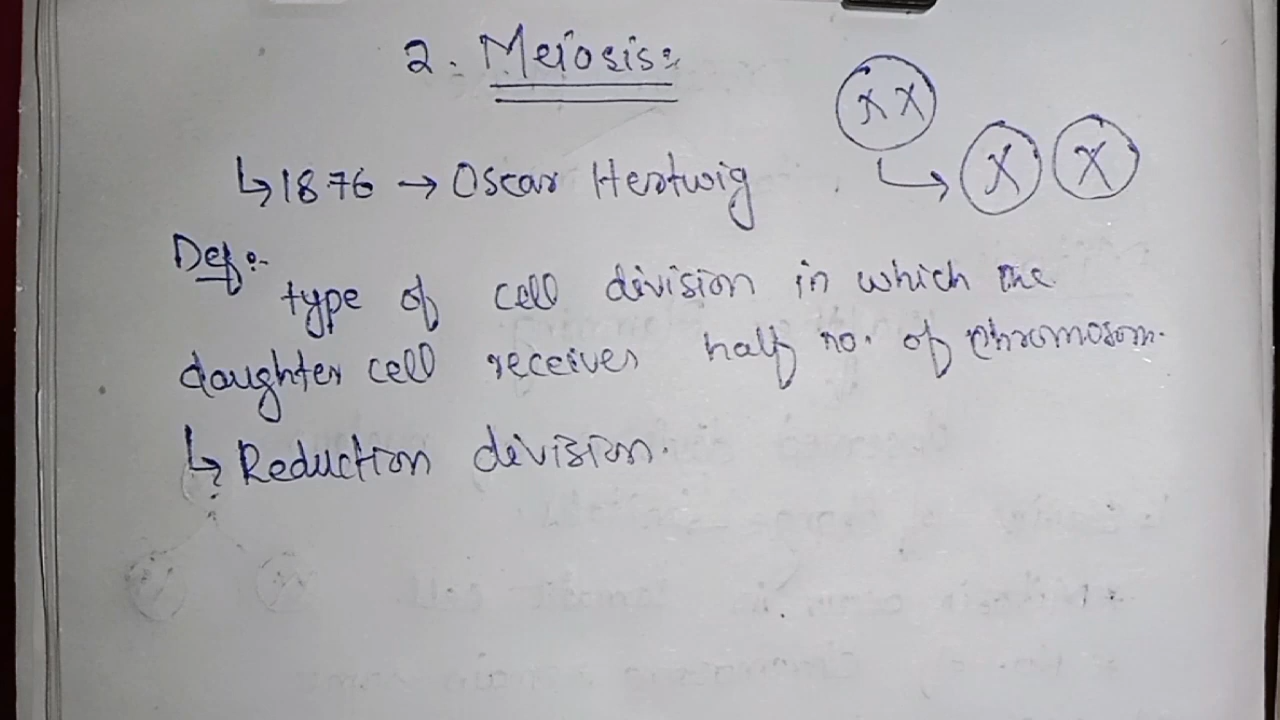 2. Meiosis:
X X
↳ 1876 → Oscar Hertwig
X X
Def:-
type of cell division in which the
daughter cell receives half no. of chromosom.
↳ Reduction division.